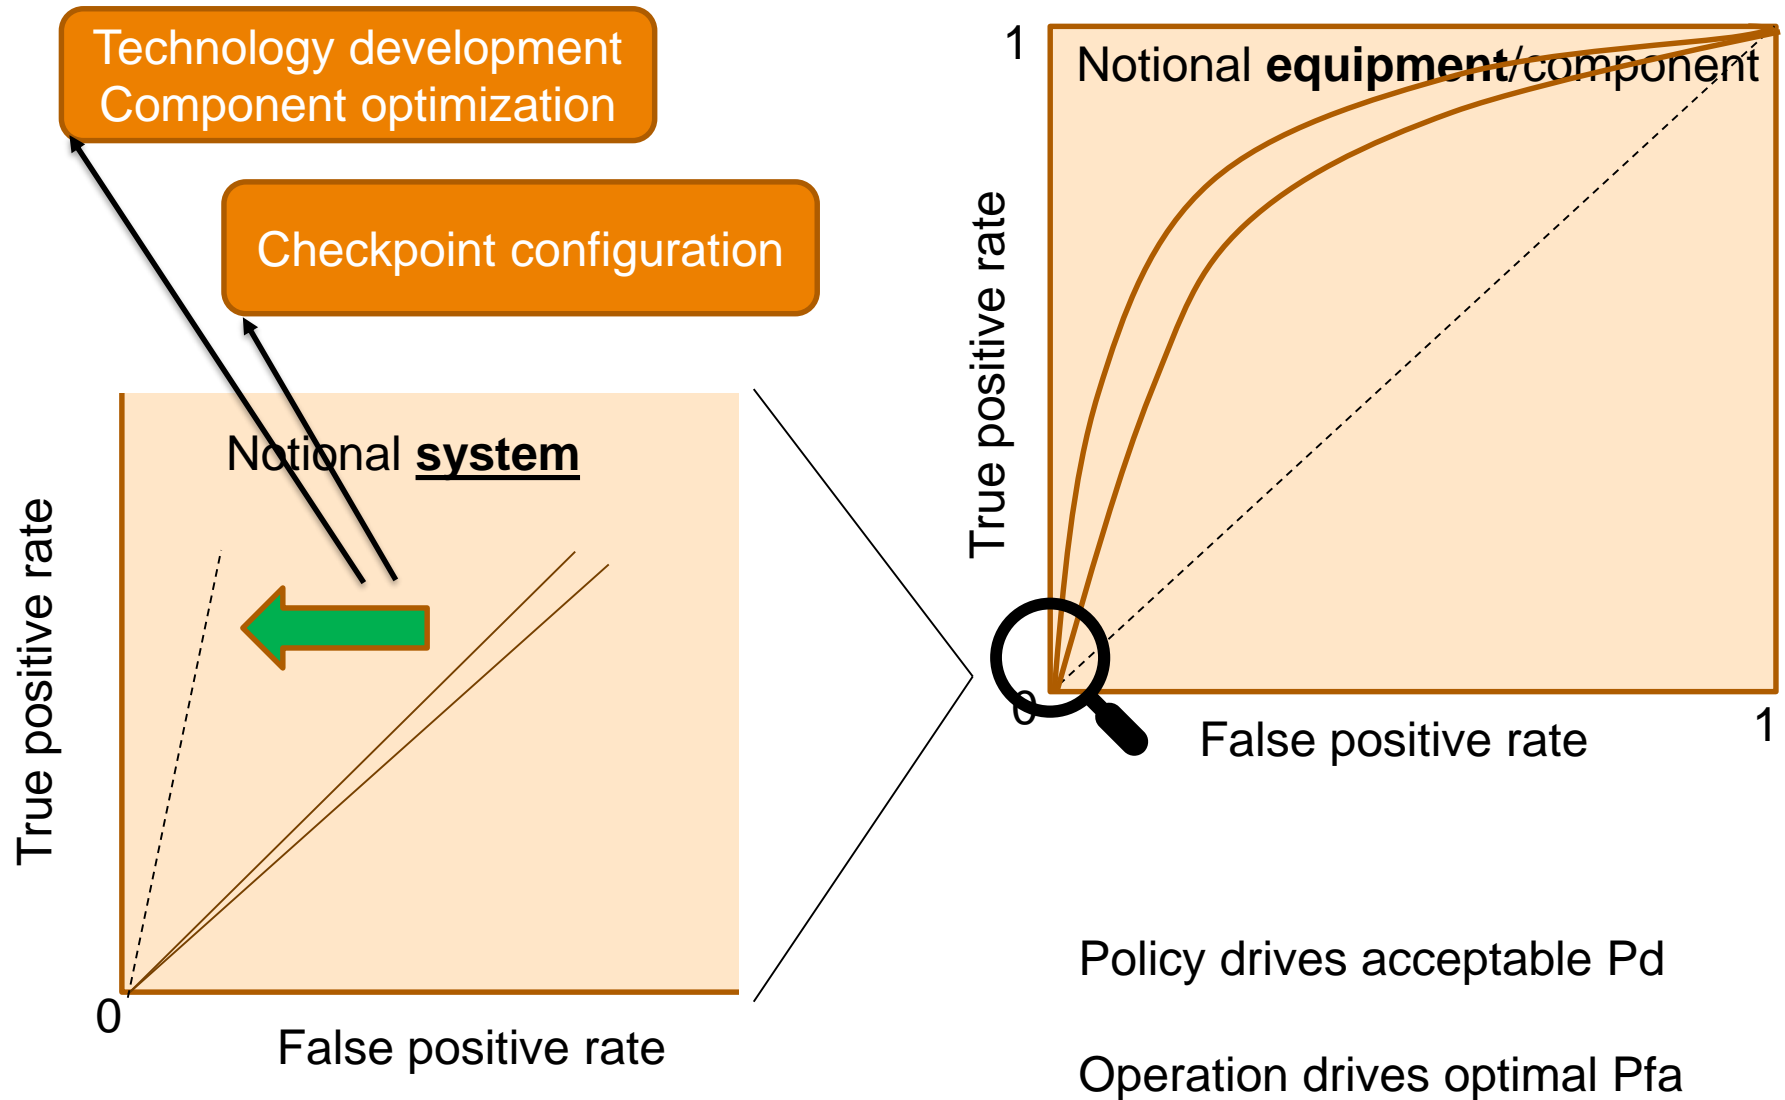 Technology development
Component optimization
Checkpoint configuration
Notional system
True positive rate
0
False positive rate
1
Notional equipment/component
True positive rate
0
1
False positive rate
Policy drives acceptable Pd
Operation drives optimal Pfa